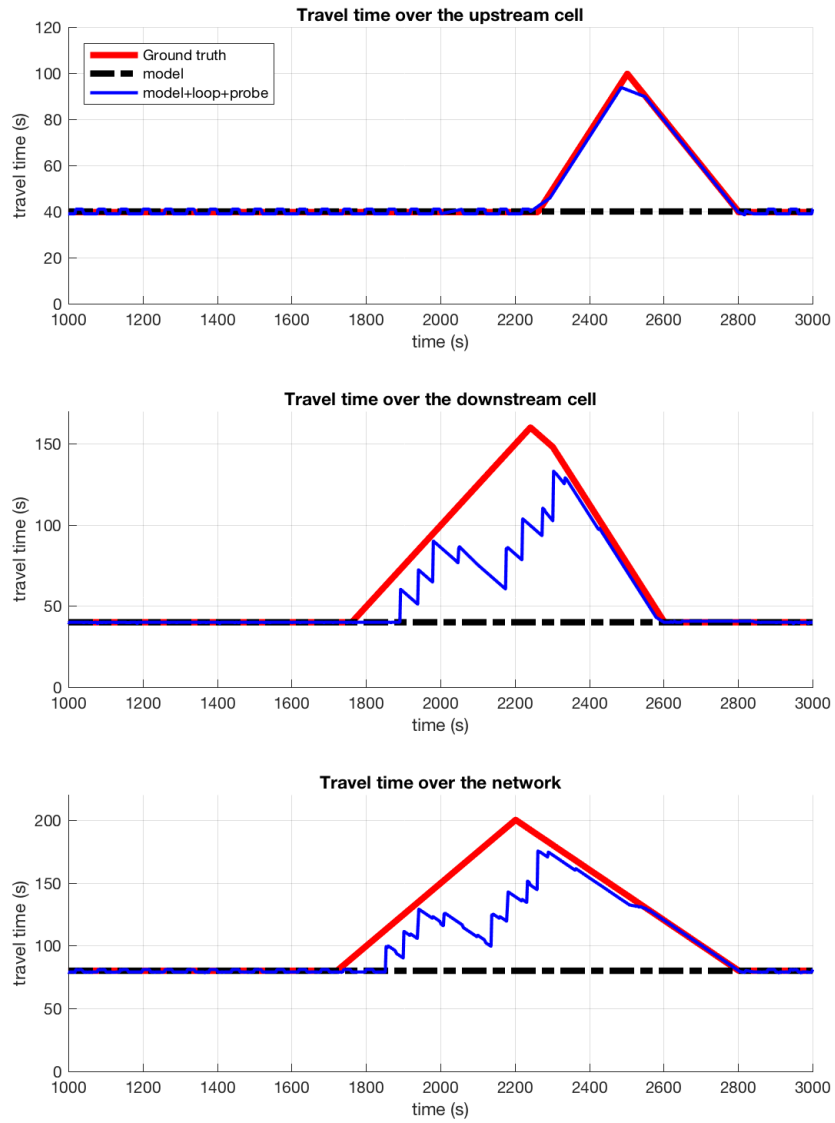 Travel time over the upstream cell
120
100
80
60
40
20
0
travel time (s)
Ground truth
model
model+loop+probe
1000 1200 1400 1600 1800 2000 2200 2400 2600 2800 3000
time (s)
Travel time over the downstream cell
150
100
50
0
travel time (s)
1000 1200 1400 1600 1800 2000 2200 2400 2600 2800 3000
time (s)
Travel time over the network
200
150
100
50
0
travel time (s)
1000 1200 1400 1600 1800 2000 2200 2400 2600 2800 3000
time (s)